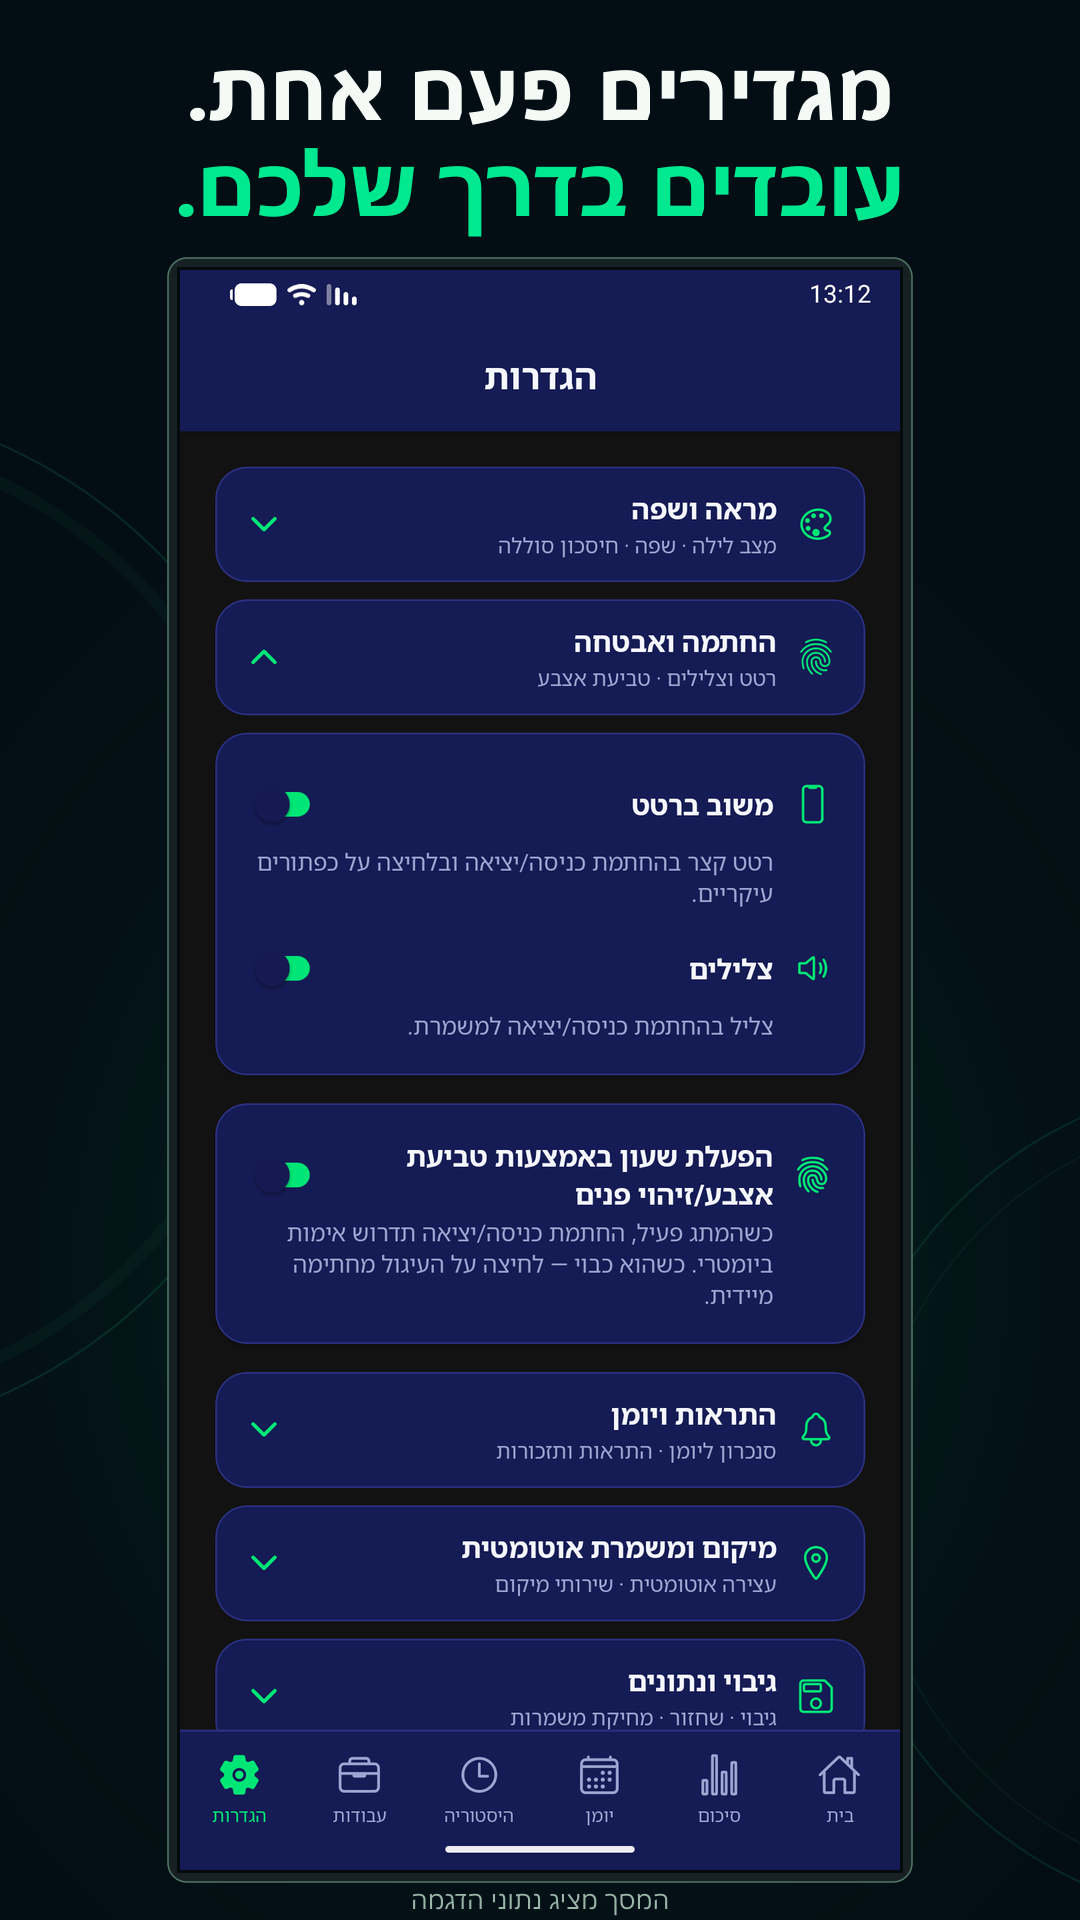 מגדירים פעם אחת.
עובדים בדרך שלכם.
13:12
הגדרות
מראה ושפה
מצב לילה · שפה · חיסכון סוללה
החתמה ואבטחה
רטט וצלילים · טביעת אצבע
משוב ברטט
רטט קצר בהחתמת כניסה/יציאה ובלחיצה על כפתורים
עיקריים.
צלילים
צליל בהחתמת כניסה/יציאה למשמרת.
הפעלת שעון באמצעות טביעת
אצבע/זיהוי פנים
כשהמתג פעיל, החתמת כניסה/יציאה תדרוש אימות
ביומטרי. כשהוא כבוי – לחיצה על העיגול מחתימה
מיידית.
התראות ויומן
סנכרון ליומן · התראות ותזכורות
מיקום ומשמרת אוטומטית
עצירה אוטומטית · שירותי מיקום
גיבוי ונתונים
גיבוי · שחזור · מחיקת משמרות
בית
סיכום
יומן
היסטוריה
עבודות
הגדרות
המסך מציג נתוני הדגמה